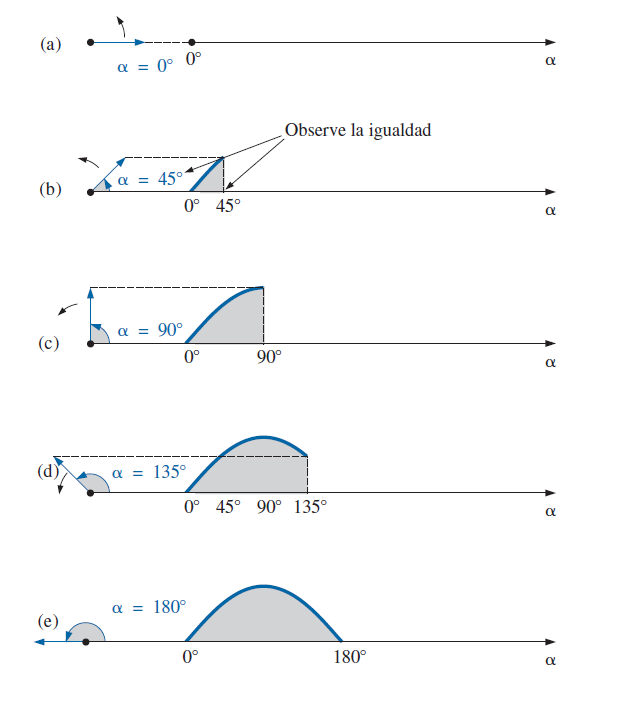 (a)
α = 0° 0° α
Observe la igualdad
(b) α = 45°
0° 45° α
α = 90°
(c)
0° 90° α
(d) α = 135°
0° 45° 90° 135° α
α = 180°
(e)
0° 180° α